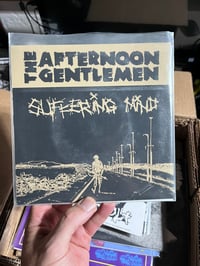 THE AFTERNOON
GENTLEMEN
SUFFERING MIND